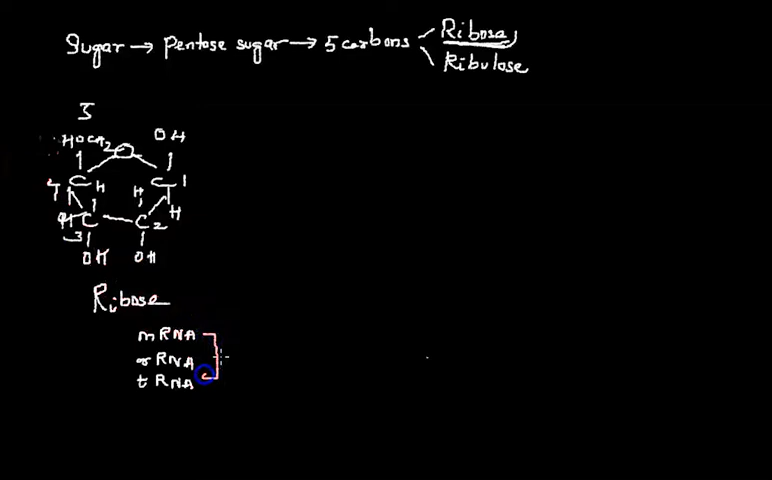 Sugar → Pentose sugar → 5 carbons
Ribose,
Ribulose
5
HOCH2 O OH
4 C H H C 1
H
H C C 2
3
OH OH
Ribose
mRNA
rRNA
tRNA